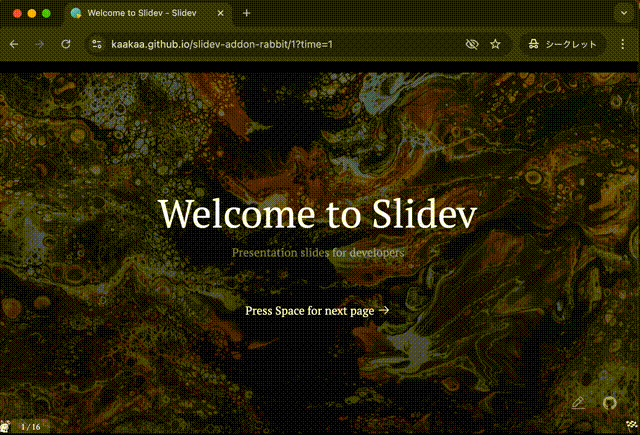 Welcome to Slidev - Slidev
kaakaa.github.io/slidev-addon-rabbit/1?time=1
シークレット
Welcome to Slidev
Presentation slides for developers
Press Space for next page →
1 / 16